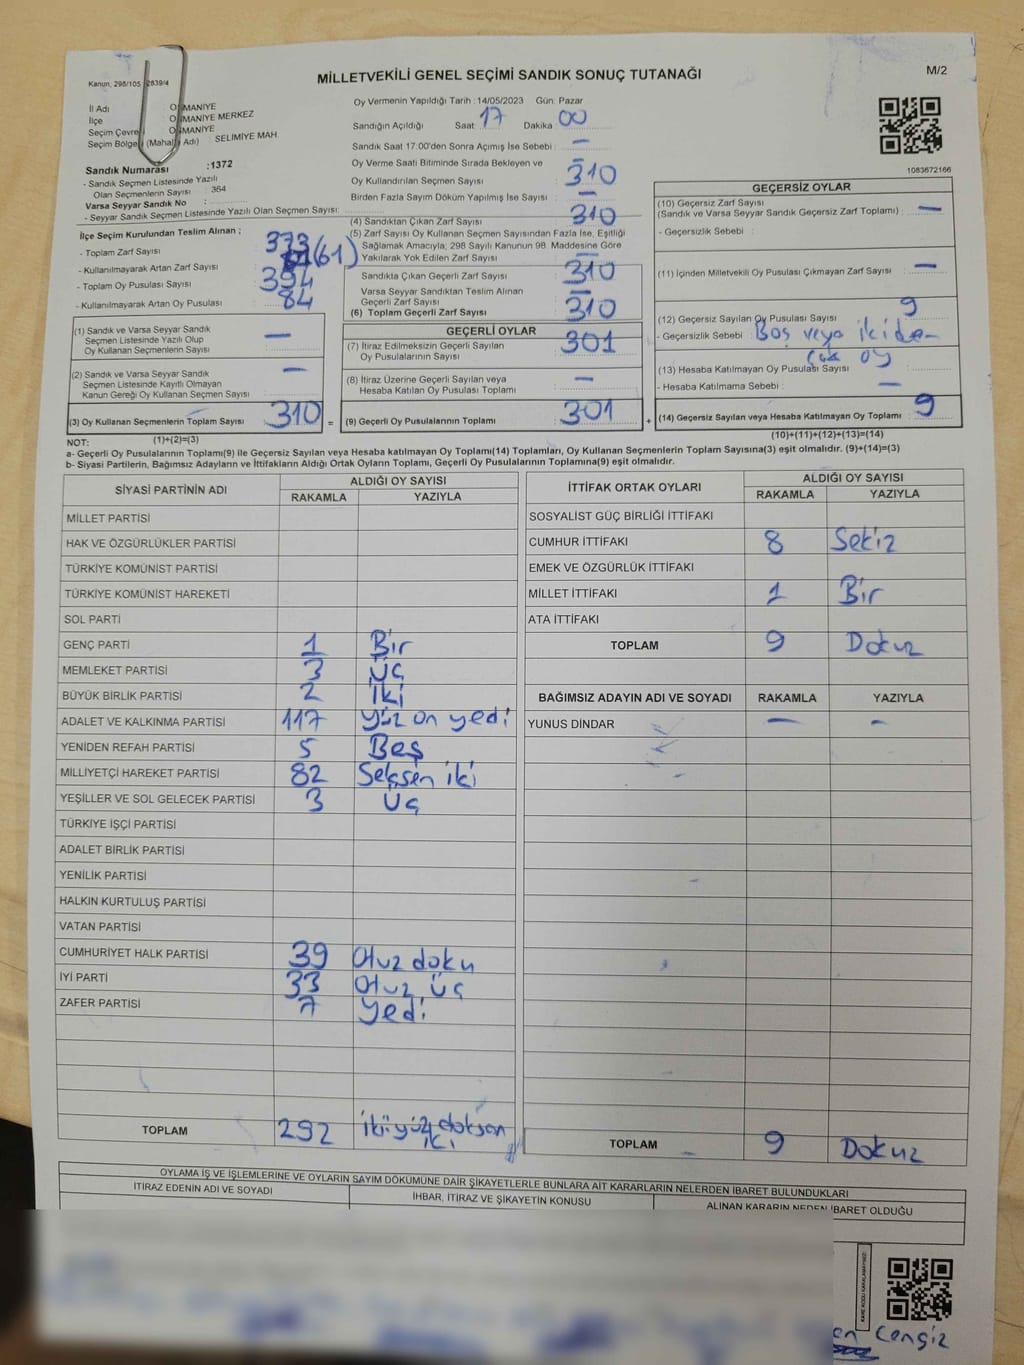 Kanun, 298/105 - 2839/4
MİLLETVEKİLİ GENEL SEÇİMİ SANDIK SONUÇ TUTANAĞI
M/2
İl Adı OSMANİYE
İlçe OSMANİYE MERKEZ
Seçim Çevresi OSMANİYE
Seçim Bölgesi (Mahalle Adı) SELİMİYE MAH.
Sandık Numarası :1372
- Sandık Seçmen Listesinde Yazılı
Olan Seçmenlerin Sayısı : 364
Varsa Seyyar Sandık No :
- Seyyar Sandık Seçmen Listesinde Yazılı Olan Seçmen Sayısı:
Oy Vermenin Yapıldığı Tarih : 14/05/2023 Gün: Pazar
Sandığın Açıldığı Saat : 17 Dakika : 00
Sandık Saat 17:00'den Sonra Açımış İse Sebebi : —
Oy Verme Saati Bitiminde Sırada Bekleyen ve
Oy Kullandırılan Seçmen Sayısı : 310
Birden Fazla Sayım Döküm Yapılmış İse Sayısı : —
1083672166
İlçe Seçim Kurulundan Teslim Alınan ;
- Toplam Zarf Sayısı : 373
- Kullanılmayarak Artan Zarf Sayısı : (61)
- Toplam Oy Pusulası Sayısı : 394
- Kullanılmayarak Artan Oy Pusulası : 84
(4) Sandıktan Çıkan Zarf Sayısı : 310
(5) Zarf Sayısı Oy Kullanan Seçmen Sayısından Fazla İse, Eşitliği
Sağlamak Amacıyla; 298 Sayılı Kanunun 98. Maddesine Göre
Yakılarak Yok Edilen Zarf Sayısı : —
Sandıkta Çıkan Geçerli Zarf Sayısı : 310
Varsa Seyyar Sandıktan Teslim Alınan
Geçerli Zarf Sayısı : —
(6) Toplam Geçerli Zarf Sayısı : 310
GEÇERSİZ OYLAR
(10) Geçersiz Zarf Sayısı
(Sandık ve Varsa Seyyar Sandık Geçersiz Zarf Toplamı) : —
- Geçersizlik Sebebi :
(11) İçinden Milletvekili Oy Pusulası Çıkmayan Zarf Sayısı : —
(12) Geçersiz Sayılan Oy Pusulası Sayısı : 9
- Geçersizlik Sebebi : Boş veya ikiden
çok oy
(13) Hesaba Katılmayan Oy Pusulası Sayısı :
- Hesaba Katılmama Sebebi : —
(14) Geçersiz Sayılan veya Hesaba Katılmayan Oy Toplamı : 9
(1) Sandık ve Varsa Seyyar Sandık
Seçmen Listesinde Yazılı Olup
Oy Kullanan Seçmenlerin Sayısı : —
(2) Sandık ve Varsa Seyyar Sandık
Seçmen Listesinde Kayıtlı Olmayan
Kanun Gereği Oy Kullanan Seçmen Sayısı : —
(3) Oy Kullanan Seçmenlerin Toplam Sayısı : 310 =
GEÇERLİ OYLAR
(7) İtiraz Edilmeksizin Geçerli Sayılan
Oy Pusulalarının Sayısı : 301
(8) İtiraz Üzerine Geçerli Sayılan veya
Hesaba Katılan Oy Pusulası Toplamı : —
(9) Geçerli Oy Pusulalarının Toplamı : 301 +
NOT: (1)+(2)=(3) (10)+(11)+(12)+(13)=(14)
a- Geçerli Oy Pusulalarının Toplamı(9) ile Geçersiz Sayılan veya Hesaba katılmayan Oy Toplamı(14) Toplamları, Oy Kullanan Seçmenlerin Toplam Sayısına(3) eşit olmalıdır. (9)+(14)=(3)
b- Siyasi Partilerin, Bağımsız Adayların ve İttifakların Aldığı Ortak Oyların Toplamı, Geçerli Oy Pusulalarının Toplamına(9) eşit olmalıdır.
SİYASİ PARTİNİN ADI ALDIĞI OY SAYISI
RAKAMLA YAZIYLA
MİLLET PARTİSİ
HAK VE ÖZGÜRLÜKLER PARTİSİ
TÜRKİYE KOMÜNİST PARTİSİ
TÜRKİYE KOMÜNİST HAREKETİ
SOL PARTİ
GENÇ PARTİ 1 Bir
MEMLEKET PARTİSİ 3 Üç
BÜYÜK BİRLİK PARTİSİ 2 İki
ADALET VE KALKINMA PARTİSİ 117 Yüz on yedi
YENİDEN REFAH PARTİSİ 5 Beş
MİLLİYETÇİ HAREKET PARTİSİ 82 Seksen iki
YEŞİLLER VE SOL GELECEK PARTİSİ 3 Üç
TÜRKİYE İŞÇİ PARTİSİ
ADALET BİRLİK PARTİSİ
YENİLİK PARTİSİ
HALKIN KURTULUŞ PARTİSİ
VATAN PARTİSİ
CUMHURİYET HALK PARTİSİ 39 Otuz doku
İYİ PARTİ 33 Otuz üç
ZAFER PARTİSİ 7 Yedi
TOPLAM 292 İkiyüz doksan
iki
İTTİFAK ORTAK OYLARI ALDIĞI OY SAYISI
RAKAMLA YAZIYLA
SOSYALİST GÜÇ BİRLİĞİ İTTİFAKI
CUMHUR İTTİFAKI 8 Sekiz
EMEK VE ÖZGÜRLÜK İTTİFAKI
MİLLET İTTİFAKI 1 Bir
ATA İTTİFAKI
TOPLAM 9 Dokuz
BAĞIMSIZ ADAYIN ADI VE SOYADI RAKAMLA YAZIYLA
YUNUS DİNDAR — —
TOPLAM 9 Dokuz
OYLAMA İŞ VE İŞLEMLERİNE VE OYLARIN SAYIM DÖKÜMÜNE DAİR ŞİKAYETLERLE BUNLARA AİT KARARLARIN NELERDEN İBARET BULUNDUKLARI
İTİRAZ EDENİN ADI VE SOYADI İHBAR, İTİRAZ VE ŞİKAYETİN KONUSU ALINAN KARARIN NEDEN İBARET OLDUĞU
KARE KODU KARALAMAYINIZ!
en Cengiz